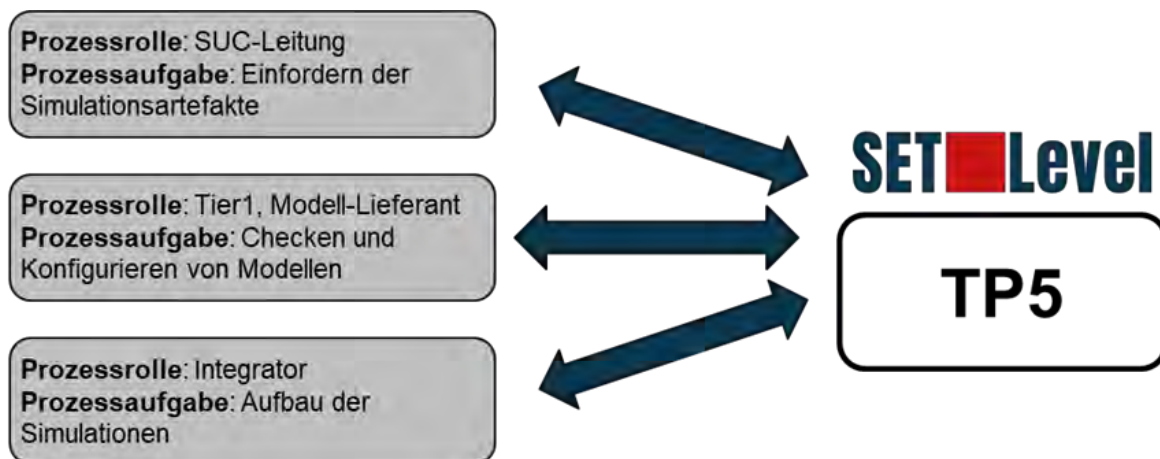 Prozessrolle: SUC-Leitung
Prozessaufgabe: Einfordern der
Simulationsartefakte
Prozessrolle: Tier1, Modell-Lieferant
Prozessaufgabe: Checken und
Konfigurieren von Modellen
Prozessrolle: Integrator
Prozessaufgabe: Aufbau der
Simulationen
SET Level
TP5